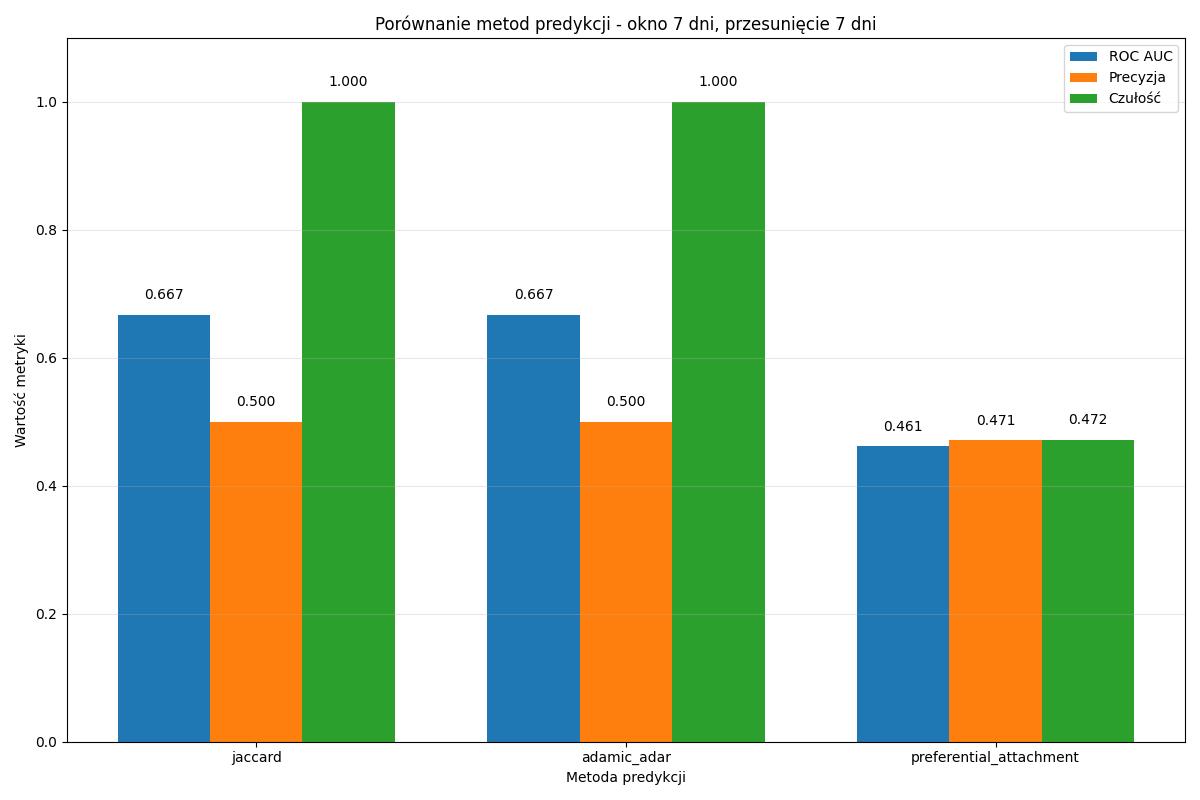 Porównanie metod predykcji - okno 7 dni, przesunięcie 7 dni
ROC AUC
Precyzja
Czułość
1.000
1.000
0.667
0.667
0.500
0.500
0.461
0.471
0.472
Wartość metryki
1.0
0.8
0.6
0.4
0.2
0.0
jaccard
adamic_adar
preferential_attachment
Metoda predykcji